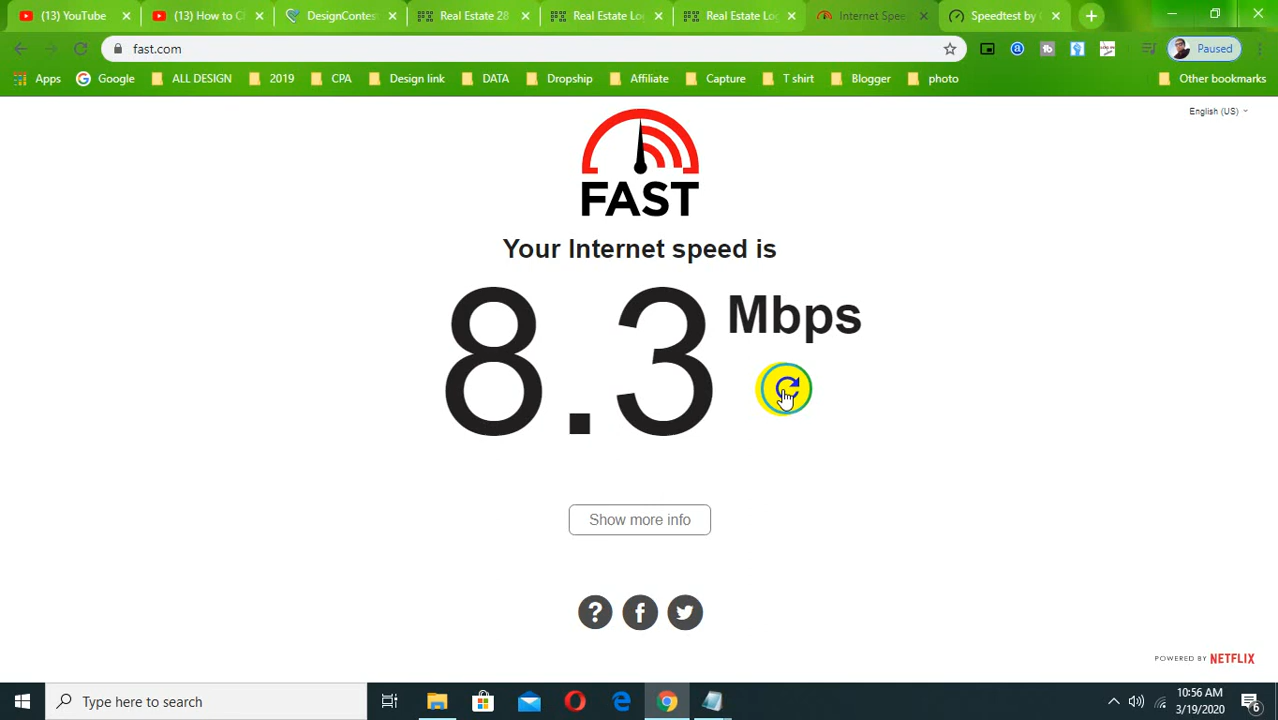 (13) YouTube
(13) How to C
DesignContes
Real Estate 28
Real Estate Lo
Real Estate Lo
Internet Spee
Speedtest by
fast.com
Paused
Apps
Google
ALL DESIGN
2019
CPA
Design link
DATA
Dropship
Affiliate
Capture
T shirt
Blogger
photo
Other bookmarks
English (US)
FAST
Your Internet speed is
8.3 Mbps
Show more info
POWERED BY NETFLIX
Type here to search
10:56 AM
3/19/2020
6